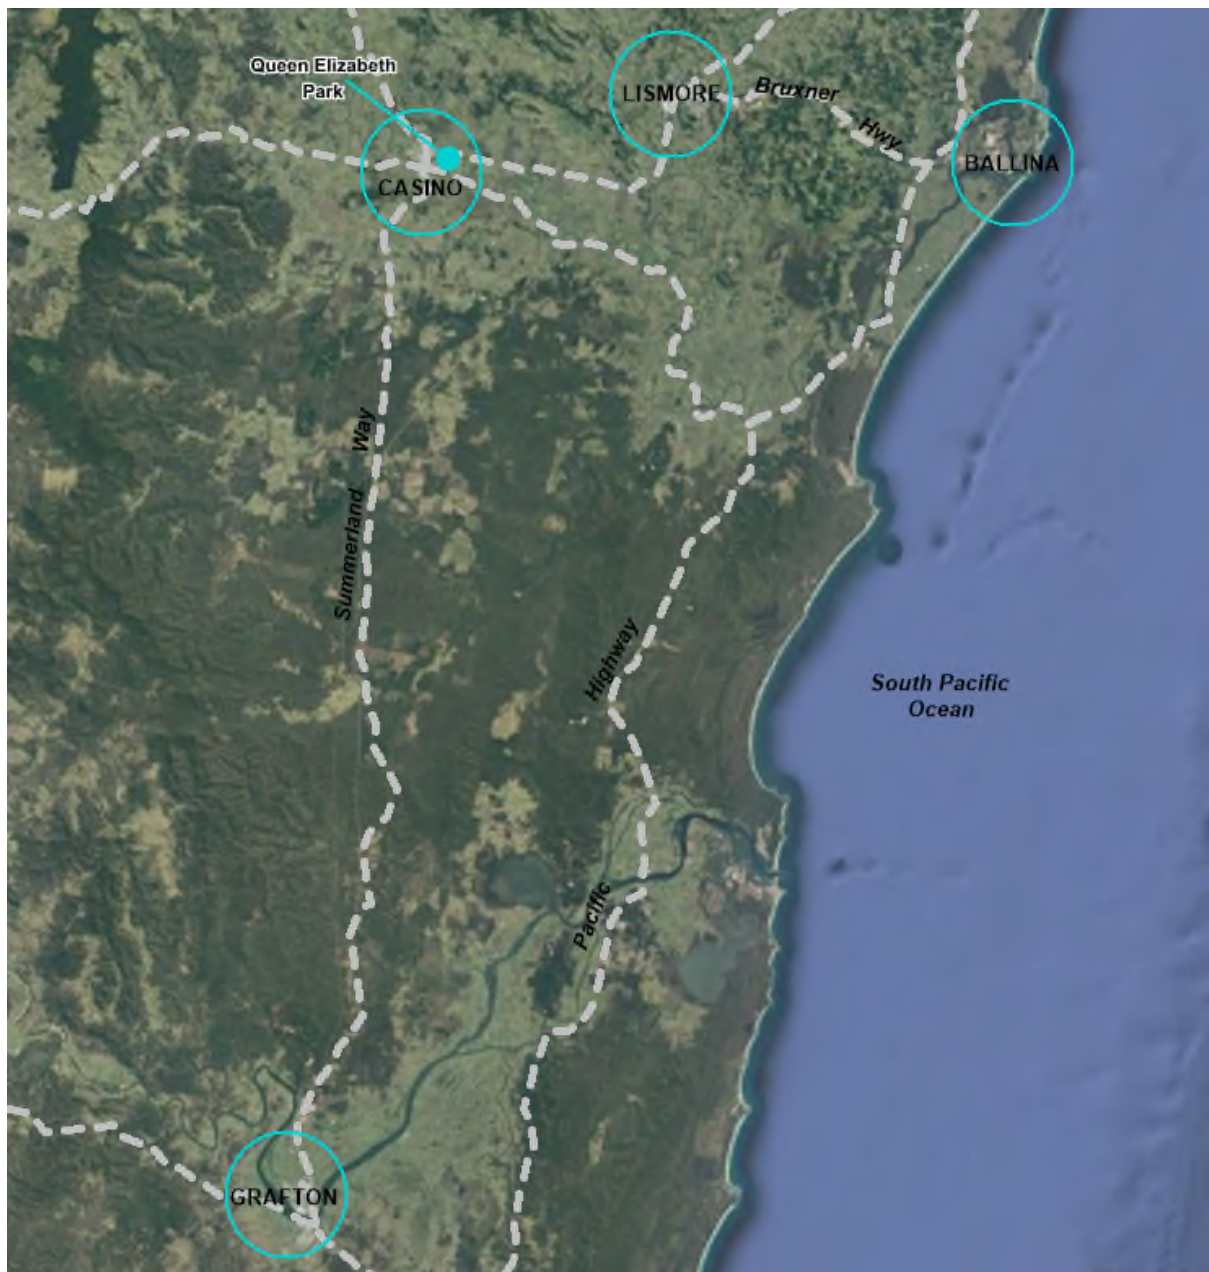 Queen Elizabeth
Park
LISMORE
Bruxner
Hwy
BALLINA
CASINO
Summerland Way
Highway
South Pacific
Ocean
Pacific
GRAFTON